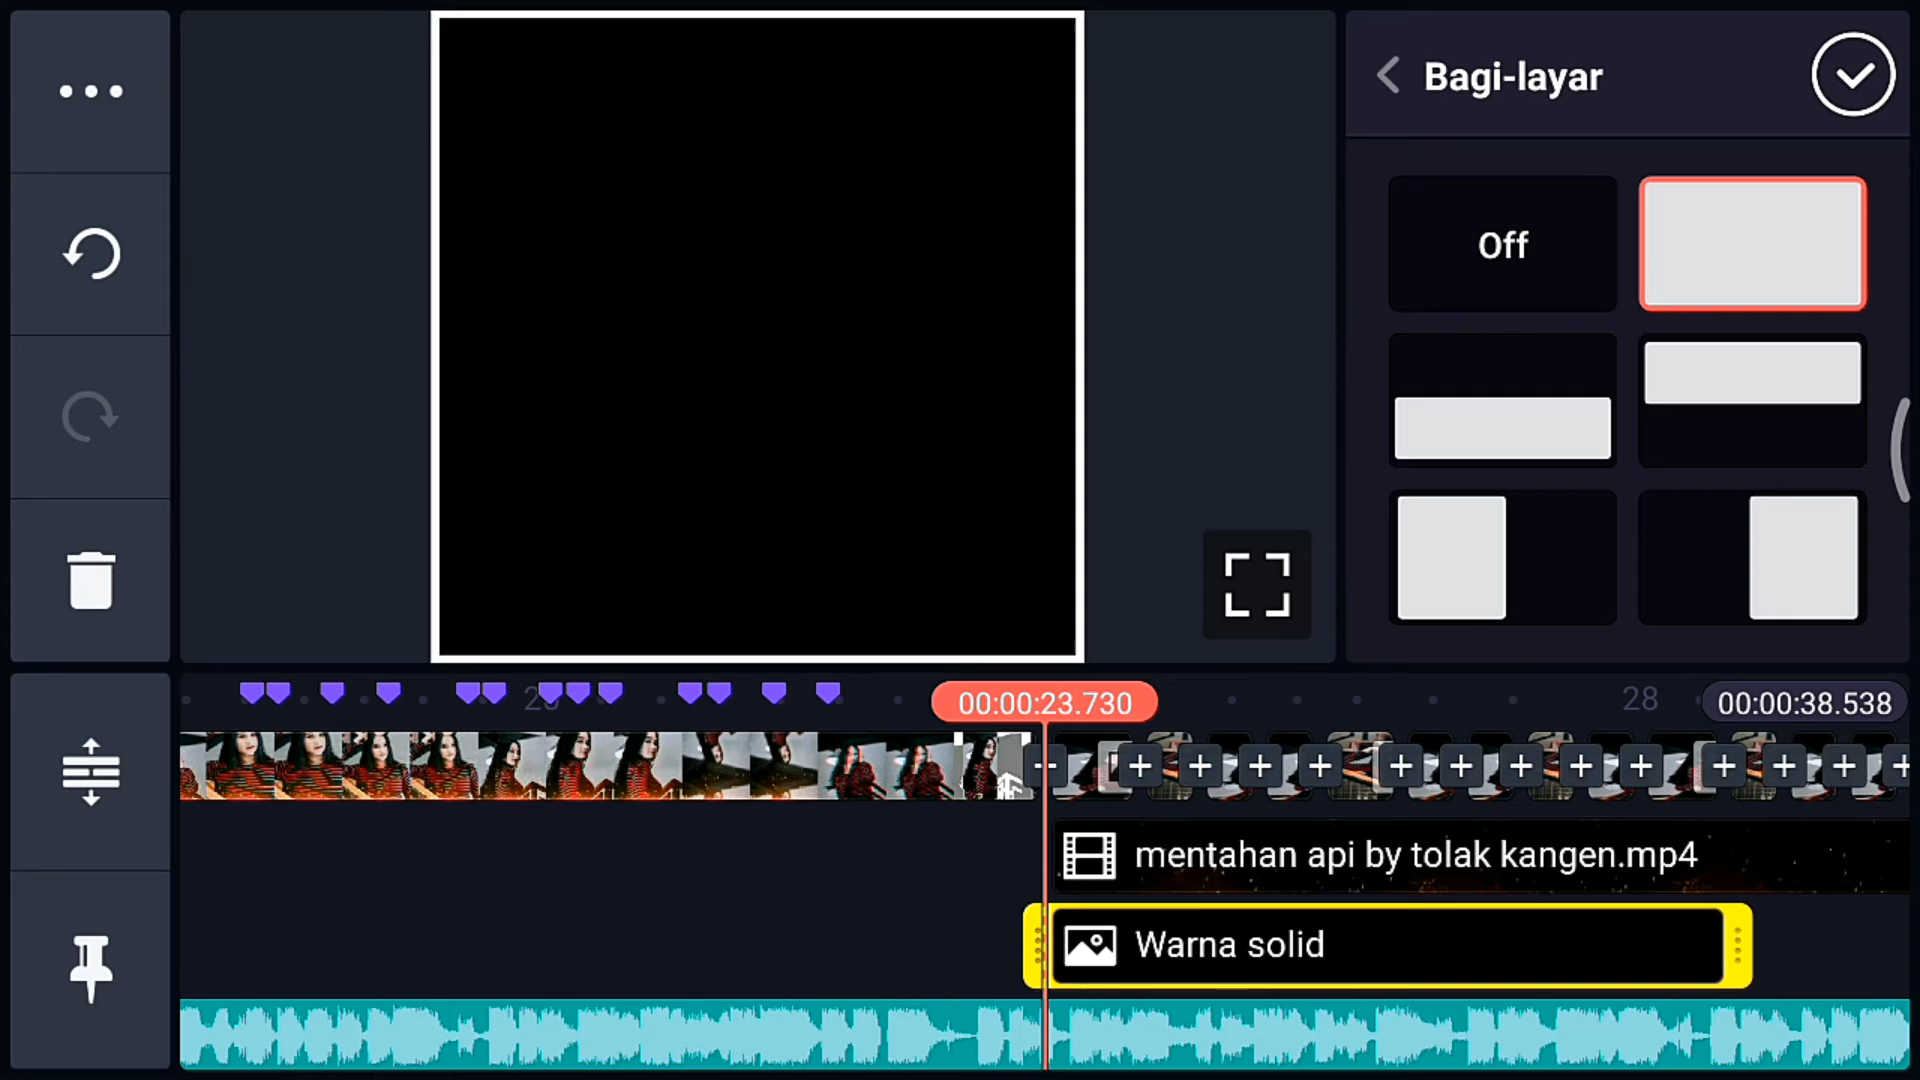 Bagi-layar
Off
00:00:23.730
28
00:00:38.538
mentahan api by tolak kangen.mp4
Warna solid